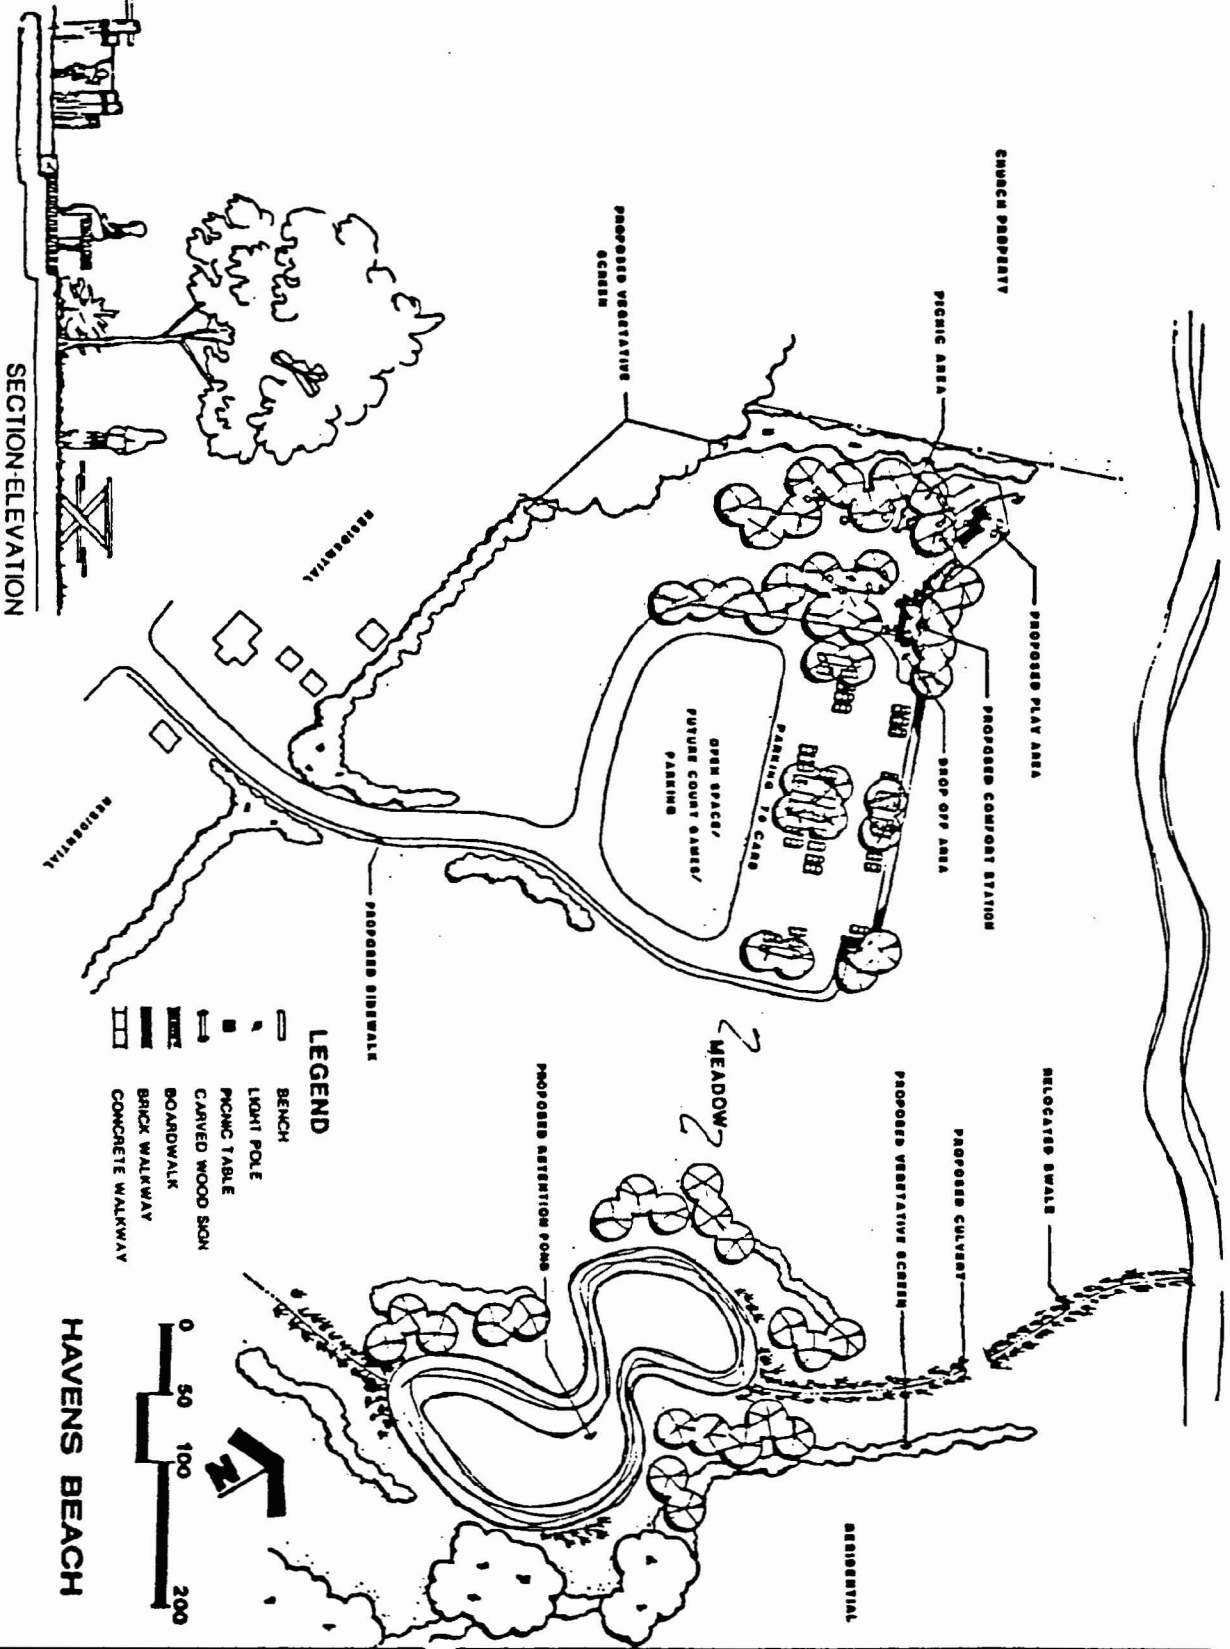 CHURCH PROPERTY
PICNIC AREA
PROPOSED VEGETATIVE
SCREEN
RESIDENTIAL
PROPOSED PLAY AREA
PROPOSED COMFORT STATION
DROP OFF AREA
PARKING 76 CARS
OPEN SPACE/
FUTURE COURT GAMES/
PARKING
RESIDENTIAL
PROPOSED SIDEWALK
RELOCATED SWALE
PROPOSED CULVERT
PROPOSED VEGETATIVE SCREEN
MEADOW
PROPOSED RETENTION POND
RESIDENTIAL
SECTION-ELEVATION
LEGEND
BENCH
LIGHT POLE
PICNIC TABLE
CARVED WOOD SIGN
BOARDWALK
BRICK WALKWAY
CONCRETE WALKWAY
N
0 50 100 200
HAVENS BEACH